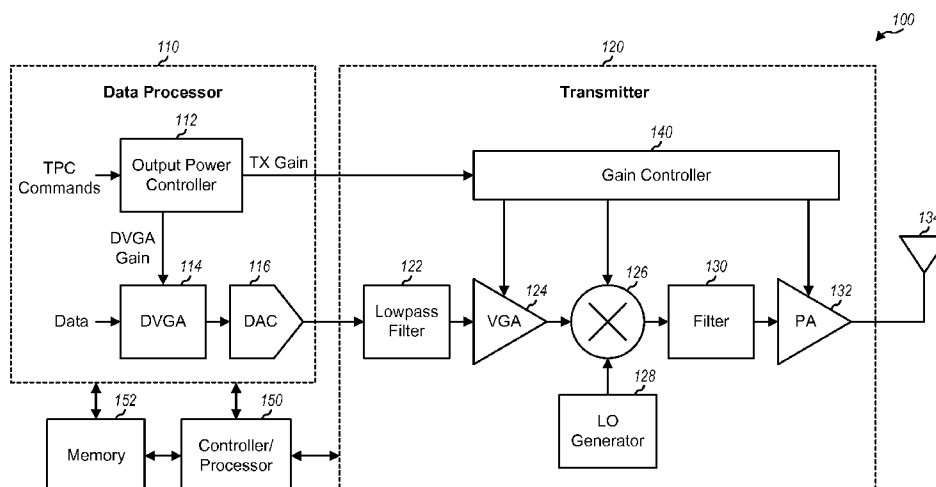 100
110
120
Data Processor
Transmitter
112
140
TPC
Commands
Output Power
Controller
TX Gain
Gain Controller
DVGA
Gain
134
114
116
122
124
126
130
132
Data
DVGA
DAC
Lowpass
Filter
VGA
Filter
PA
152
150
128
Memory
Controller/
Processor
LO
Generator